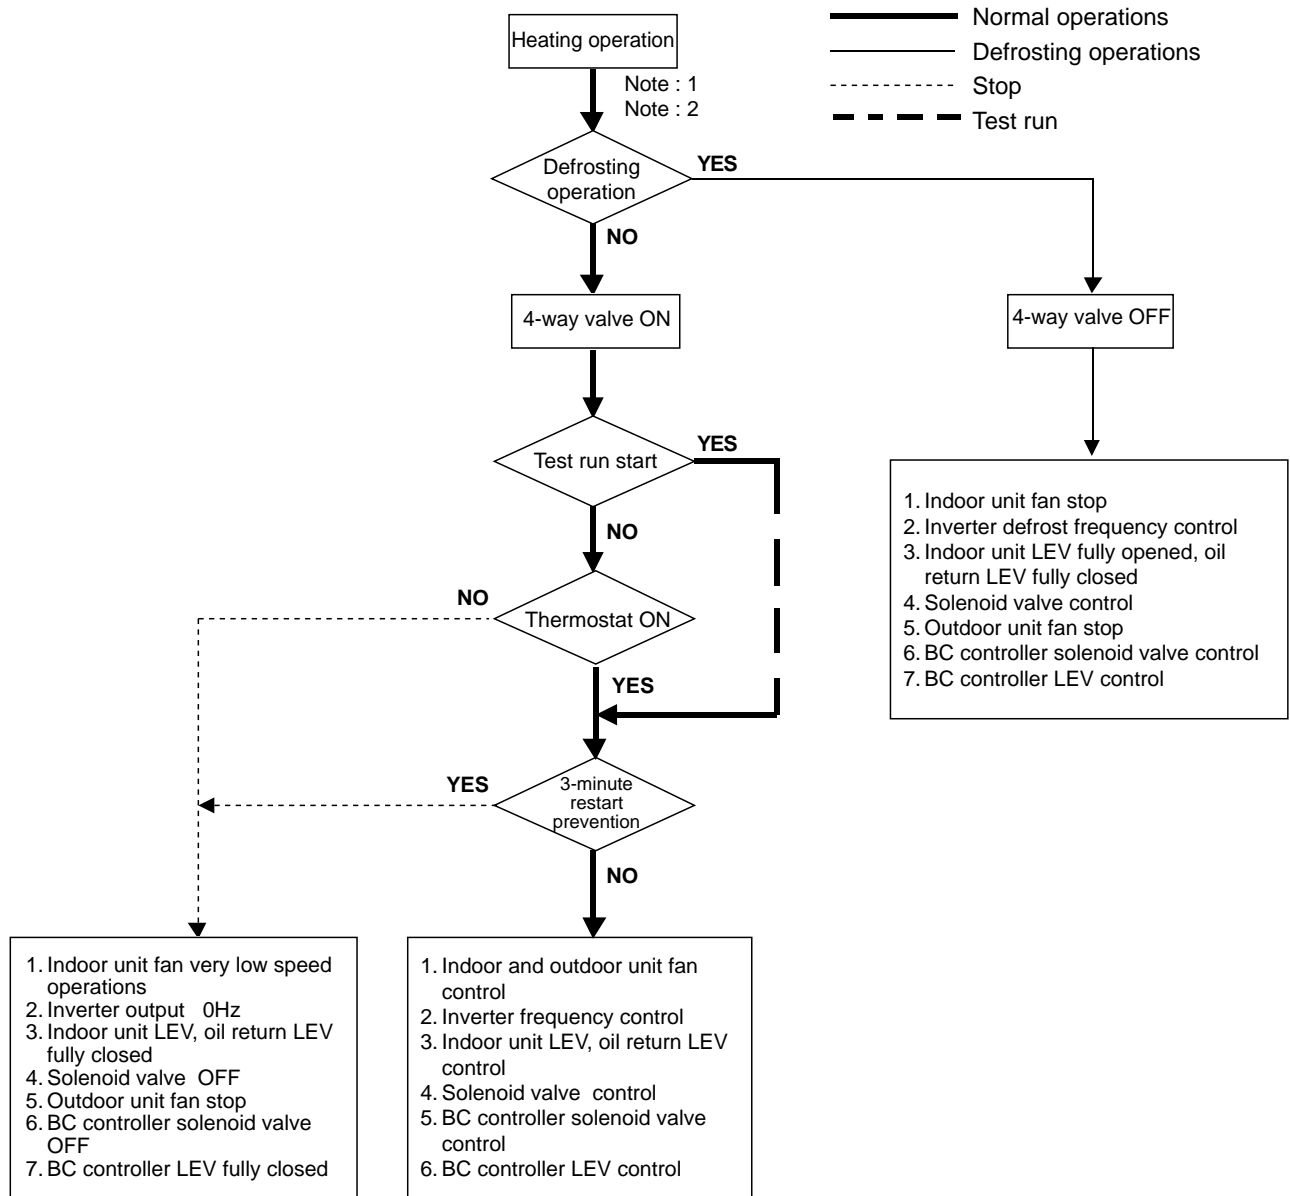 Heating operation
Normal operations
Defrosting operations
Stop
Test run
Note : 1
Note : 2
Defrosting
operation
YES
NO
4-way valve ON
4-way valve OFF
Test run start
YES
NO
1. Indoor unit fan stop
2. Inverter defrost frequency control
3. Indoor unit LEV fully opened, oil
return LEV fully closed
4. Solenoid valve control
5. Outdoor unit fan stop
6. BC controller solenoid valve control
7. BC controller LEV control
NO
Thermostat ON
YES
YES
3-minute
restart
prevention
NO
1. Indoor unit fan very low speed
operations
2. Inverter output 0Hz
3. Indoor unit LEV, oil return LEV
fully closed
4. Solenoid valve OFF
5. Outdoor unit fan stop
6. BC controller solenoid valve
OFF
7. BC controller LEV fully closed
1. Indoor and outdoor unit fan
control
2. Inverter frequency control
3. Indoor unit LEV, oil return LEV
control
4. Solenoid valve control
5. BC controller solenoid valve
control
6. BC controller LEV control